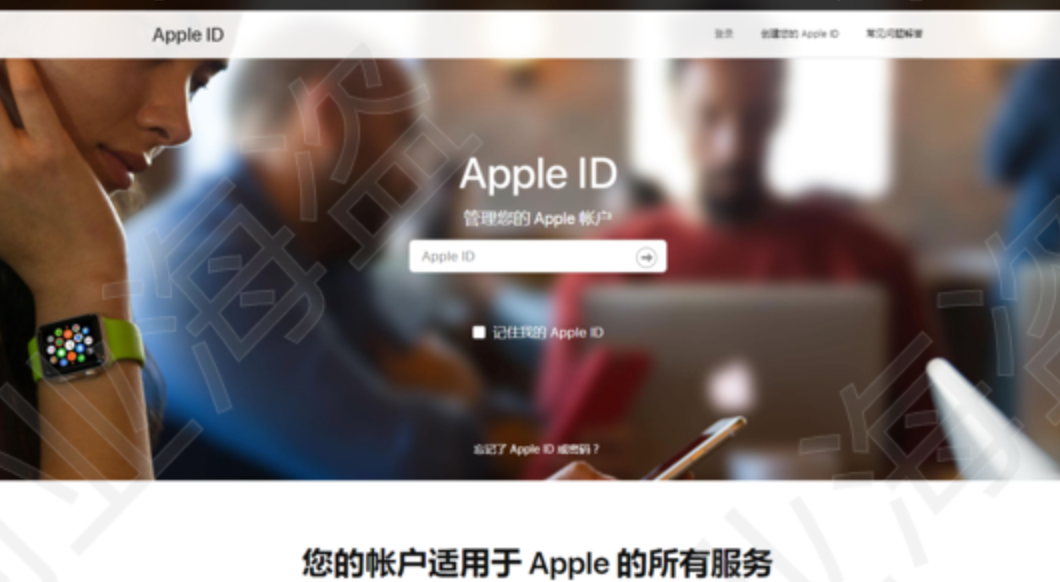 Apple ID
登录 创建您的 Apple ID 常见问题解答
Apple ID
管理您的 Apple 帐户
Apple ID
记住我的 Apple ID
忘记了 Apple ID 或密码？
您的帐户适用于 Apple 的所有服务